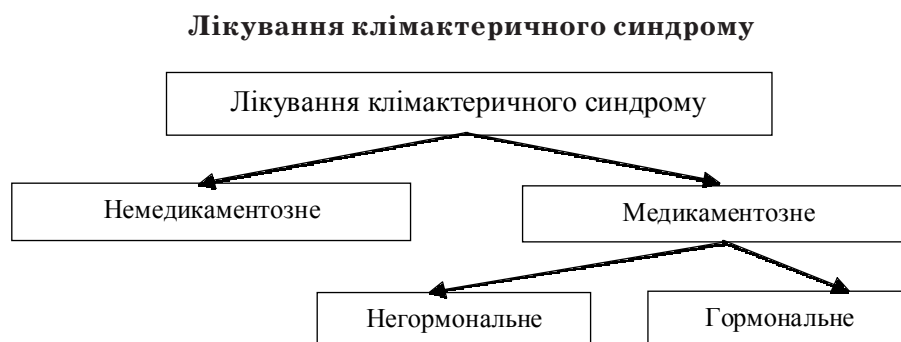 Лікування клімактеричного синдрому
Лікування клімактеричного синдрому
Немедикаментозне
Медикаментозне
Негормональне
Гормональне